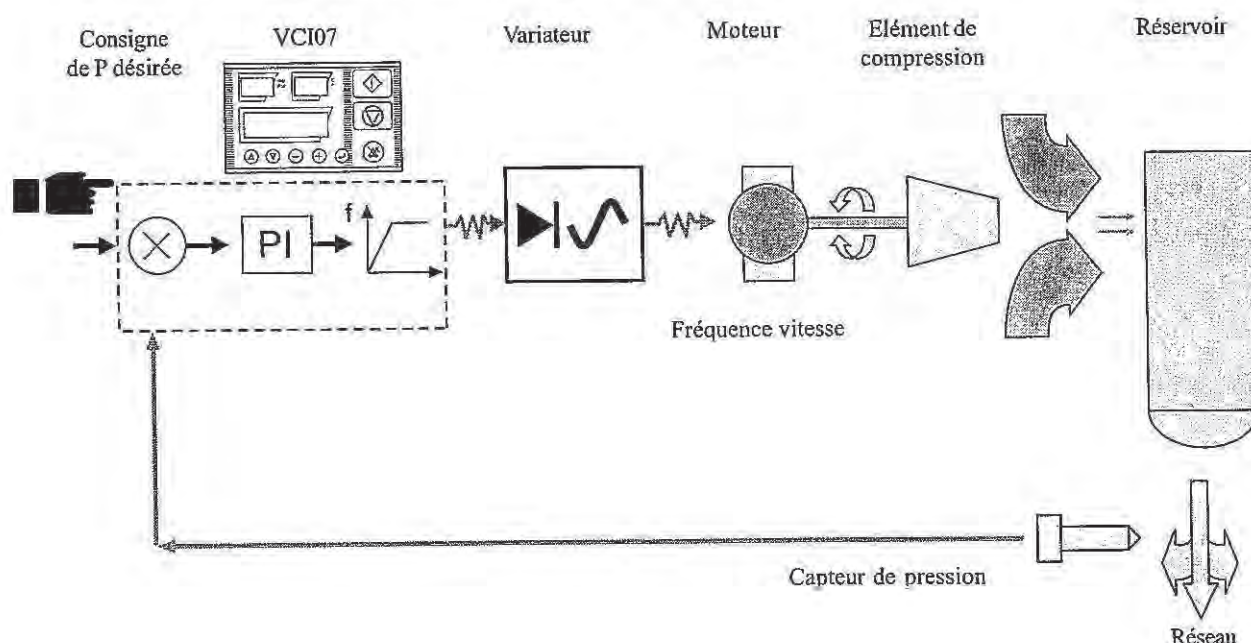 Consigne
de P désirée
VCI07
Variateur
Moteur
Elément de
compression
Réservoir
PI
f
Fréquence vitesse
Capteur de pression
Réseau